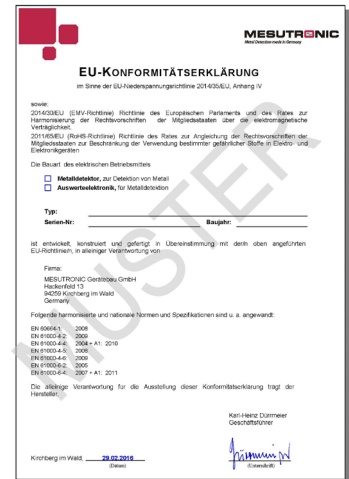 MESUTRONIC
Metal Detection made in Germany
EU-KONFORMITÄTSERKLÄRUNG
im Sinne der EU-Niederspannungsrichtlinie 2014/35/EU, Anhang IV
sowie:
2014/30/EU (EMV-Richtlinie) Richtlinie des Europäischen Parlaments und des Rates zur
Harmonisierung der Rechtsvorschriften der Mitgliedsstaaten über die elektromagnetische
Verträglichkeit.
2011/65/EU (RoHS-Richtlinie) Richtlinie des Rates zur Angleichung der Rechtsvorschriften der
Mitgliedsstaaten zur Beschränkung der Verwendung bestimmter gefährlicher Stoffe in Elektro- und
Elektronikgeräten
Die Bauart des elektrischen Betriebsmittels
Metalldetektor, zur Detektion von Metall
Auswerteelektronik, für Metalldetektion
Typ:
Serien-Nr: Baujahr:
ist entwickelt, konstruiert und gefertigt in Übereinstimmung mit der/n oben angeführten
EU-Richtlinie/n, in alleiniger Verantwortung von
Firma:
MESUTRONIC Gerätebau GmbH
Hackenfeld 13
94259 Kirchberg im Wald
Germany
Folgende harmonisierte und nationale Normen und Spezifikationen sind u. a. angewandt:
EN 60664-1: 2008
EN 61000-4-2: 2009
EN 61000-4-4: 2004 + A1: 2010
EN 61000-4-5: 2006
EN 61000-4-6: 2009
EN 61000-6-2: 2005
EN 61000-6-4: 2007 + A1: 2011
Die alleinige Verantwortung für die Ausstellung dieser Konformitätserklärung trägt der
Hersteller.
Karl-Heinz Dürrmeier
Geschäftsführer
Kirchberg im Wald, 29.02.2016
(Datum) (Unterschrift)
MUSTER